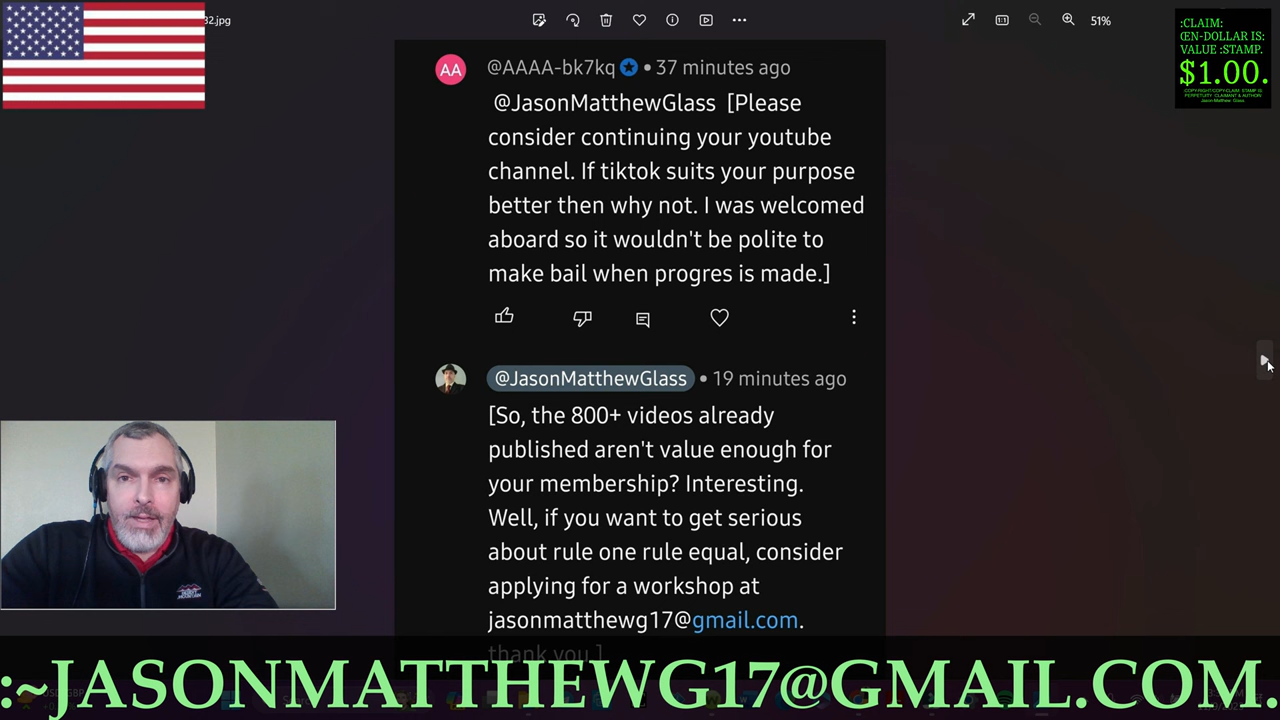 32.jpg
51%
:CLAIM:
ŒN-DOLLAR IS:
VALUE :STAMP.
$1.00.
AA
@AAAA-bk7kq • 37 minutes ago
@JasonMatthewGlass [Please
consider continuing your youtube
channel. If tiktok suits your purpose
better then why not. I was welcomed
aboard so it wouldn't be polite to
make bail when progres is made.]
@JasonMatthewGlass • 19 minutes ago
[So, the 800+ videos already
published aren't value enough for
your membership? Interesting.
Well, if you want to get serious
about rule one rule equal, consider
applying for a workshop at
jasonmatthewg17@gmail.com.
thank you.]
:~JASONMATTHEWG17@GMAIL.COM.